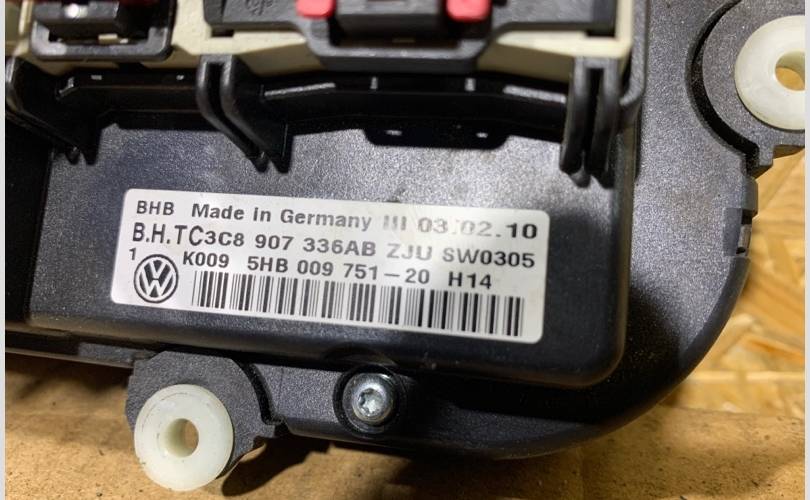 BHB Made in Germany III 03.02.10
B.H.TC3C8 907 336AB ZJU SW0305
1 K009 5HB 009 751-20 H14